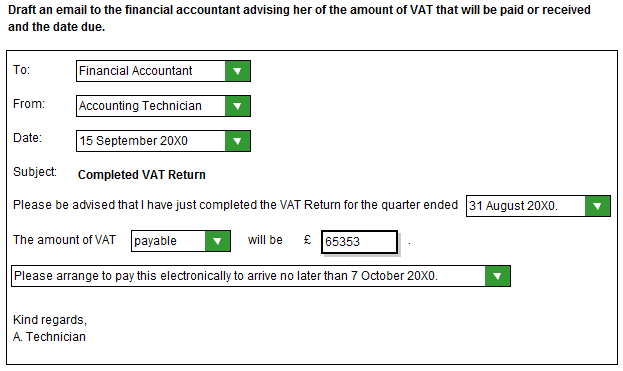 Draft an email to the financial accountant advising her of the amount of VAT that will be paid or received
and the date due.
To: Financial Accountant
From: Accounting Technician
Date: 15 September 20X0
Subject: Completed VAT Return
Please be advised that I have just completed the VAT Return for the quarter ended 31 August 20X0.
The amount of VAT payable will be £ 65353 .
Please arrange to pay this electronically to arrive no later than 7 October 20X0.
Kind regards,
A. Technician